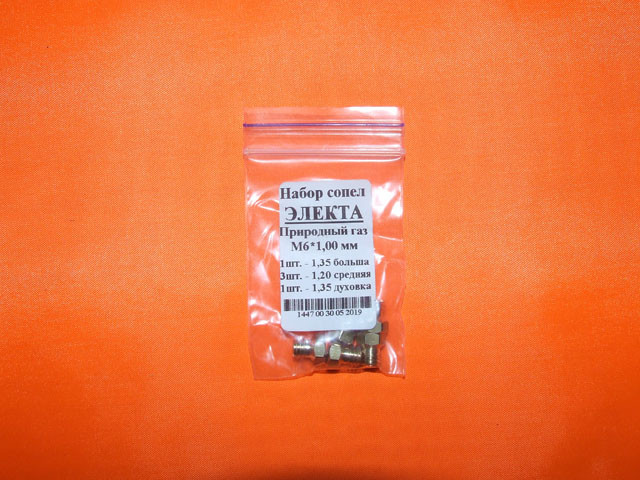 Набор сопел
ЭЛЕКТА
Природный газ
М6*1,00 мм
1шт. - 1,35 больша
3шт. - 1,20 средняя
1шт. - 1,35 духовка
1447 00 30 05 2019